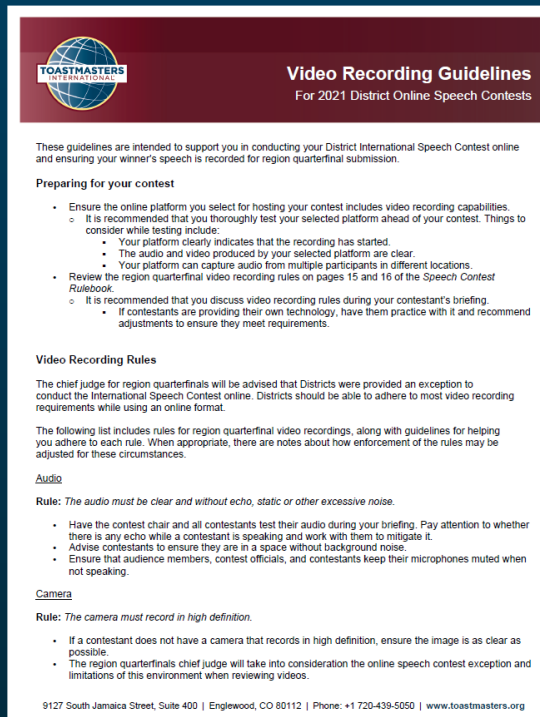 TOASTMASTERS
INTERNATIONAL
Video Recording Guidelines
For 2021 District Online Speech Contests
These guidelines are intended to support you in conducting your District International Speech Contest online
and ensuring your winner's speech is recorded for region quarterfinal submission.
Preparing for your contest
• Ensure the online platform you select for hosting your contest includes video recording capabilities.
o It is recommended that you thoroughly test your selected platform ahead of your contest. Things to
consider while testing include:
▪ Your platform clearly indicates that the recording has started.
▪ The audio and video produced by your selected platform are clear.
▪ Your platform can capture audio from multiple participants in different locations.
• Review the region quarterfinal video recording rules on pages 15 and 16 of the Speech Contest
Rulebook.
o It is recommended that you discuss video recording rules during your contestant's briefing.
▪ If contestants are providing their own technology, have them practice with it and recommend
adjustments to ensure they meet requirements.
Video Recording Rules
The chief judge for region quarterfinals will be advised that Districts were provided an exception to
conduct the International Speech Contest online. Districts should be able to adhere to most video recording
requirements while using an online format.
The following list includes rules for region quarterfinal video recordings, along with guidelines for helping
you adhere to each rule. When appropriate, there are notes about how enforcement of the rules may be
adjusted for these circumstances.
Audio
Rule: The audio must be clear and without echo, static or other excessive noise.
• Have the contest chair and all contestants test their audio during your briefing. Pay attention to whether
there is any echo while a contestant is speaking and work with them to mitigate it.
• Advise contestants to ensure they are in a space without background noise.
• Ensure that audience members, contest officials, and contestants keep their microphones muted when
not speaking.
Camera
Rule: The camera must record in high definition.
• If a contestant does not have a camera that records in high definition, ensure the image is as clear as
possible.
• The region quarterfinals chief judge will take into consideration the online speech contest exception and
limitations of this environment when reviewing videos.
9127 South Jamaica Street, Suite 400 | Englewood, CO 80112 | Phone: +1 720-439-5050 | www.toastmasters.org